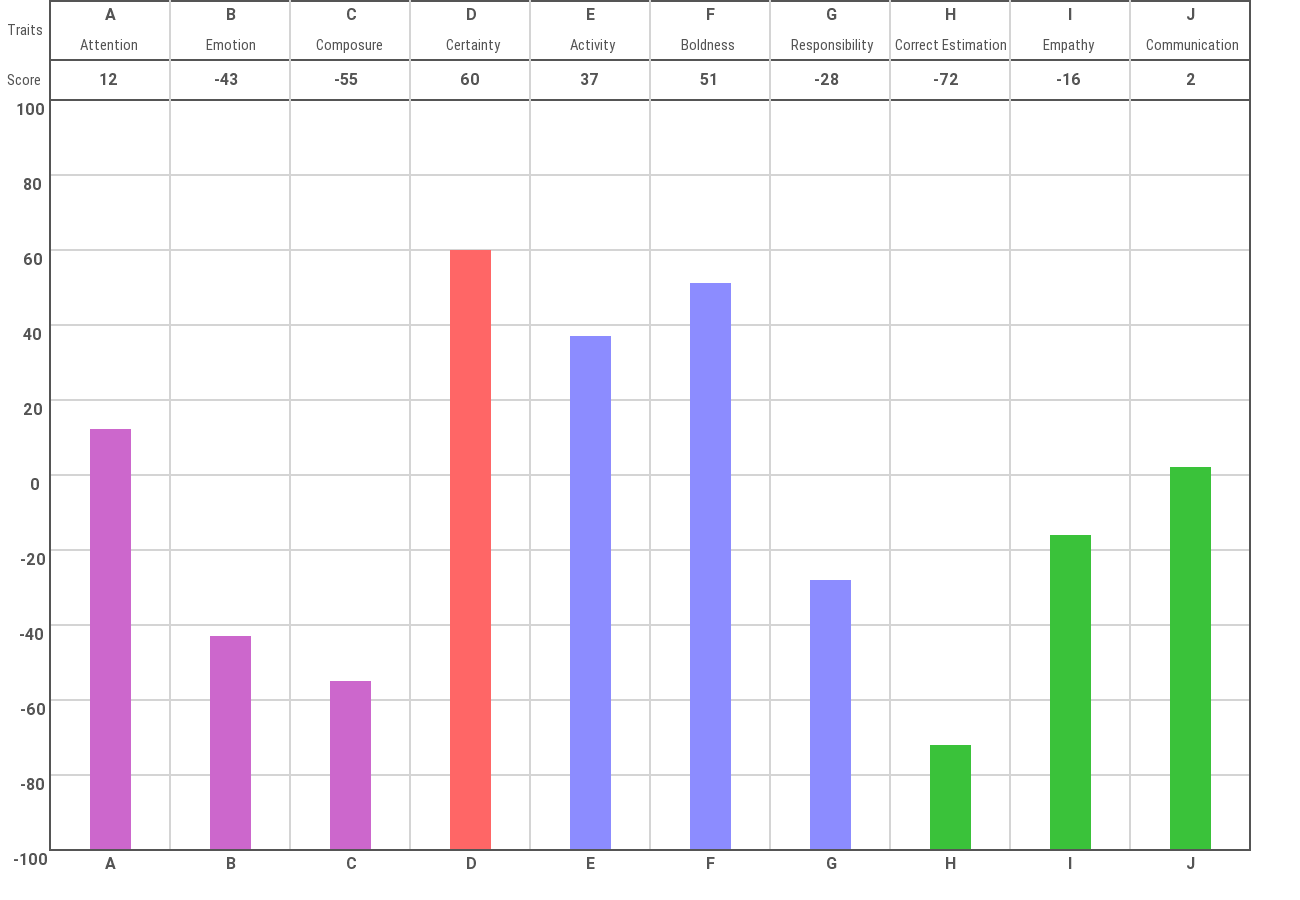 A B C D E F G H I J
Traits
Attention Emotion Composure Certainty Activity Boldness Responsibility Correct Estimation Empathy Communication
Score 12 -43 -55 60 37 51 -28 -72 -16 2
100
80
60
40
20
0
-20
-40
-60
-80
-100
A B C D E F G H I J